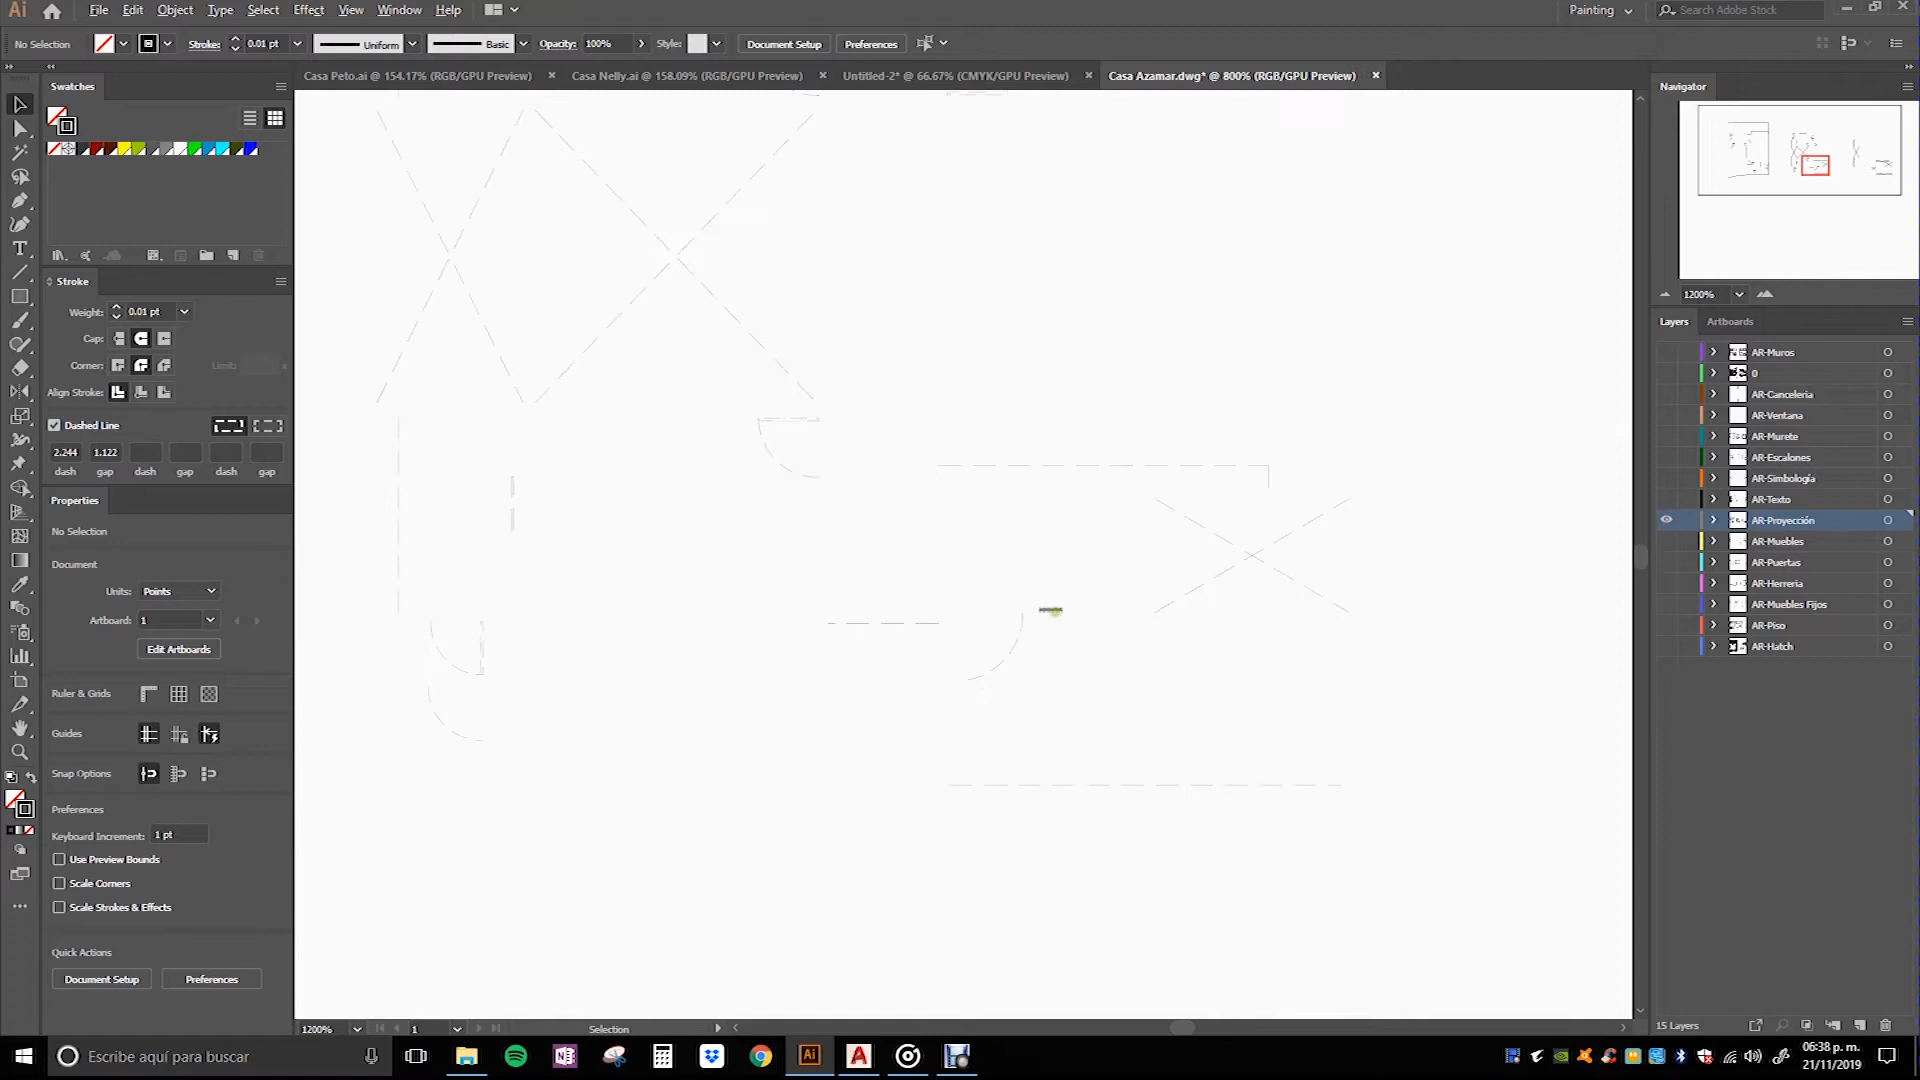 Ai File Edit Object Type Select Effect View Window Help Painting Search Adobe Stock
No Selection Stroke: 0.01 pt Uniform Basic Opacity: 100% Style: Document Setup Preferences
Casa Peto.ai @ 154.17% (RGB/GPU Preview) Casa Nelly.ai @ 158.09% (RGB/GPU Preview) Untitled-2* @ 66.67% (CMYK/GPU Preview) Casa Azamar.dwg* @ 800% (RGB/GPU Preview)
Swatches
Stroke
Weight: 0.01 pt
Cap:
Corner: Limit:
Align Stroke:
Dashed Line
2.244 1.122
dash gap dash gap dash gap
Properties
No Selection
Document
Units: Points
Artboard: 1
Edit Artboards
Ruler & Grids
Guides
Snap Options
Preferences
Keyboard Increment: 1 pt
Use Preview Bounds
Scale Corners
Scale Strokes & Effects
Quick Actions
Document Setup Preferences
Navigator
1200%
Layers Artboards
AR-Muros
0
AR-Canceleria
AR-Ventana
AR-Murete
AR-Escalones
AR-Simbología
AR-Texto
AR-Proyección
AR-Muebles
AR-Puertas
AR-Herreria
AR-Muebles Fijos
AR-Piso
AR-Hatch
15 Layers
1200% 1 Selection
Escribe aquí para buscar
06:38 p. m.
21/11/2019